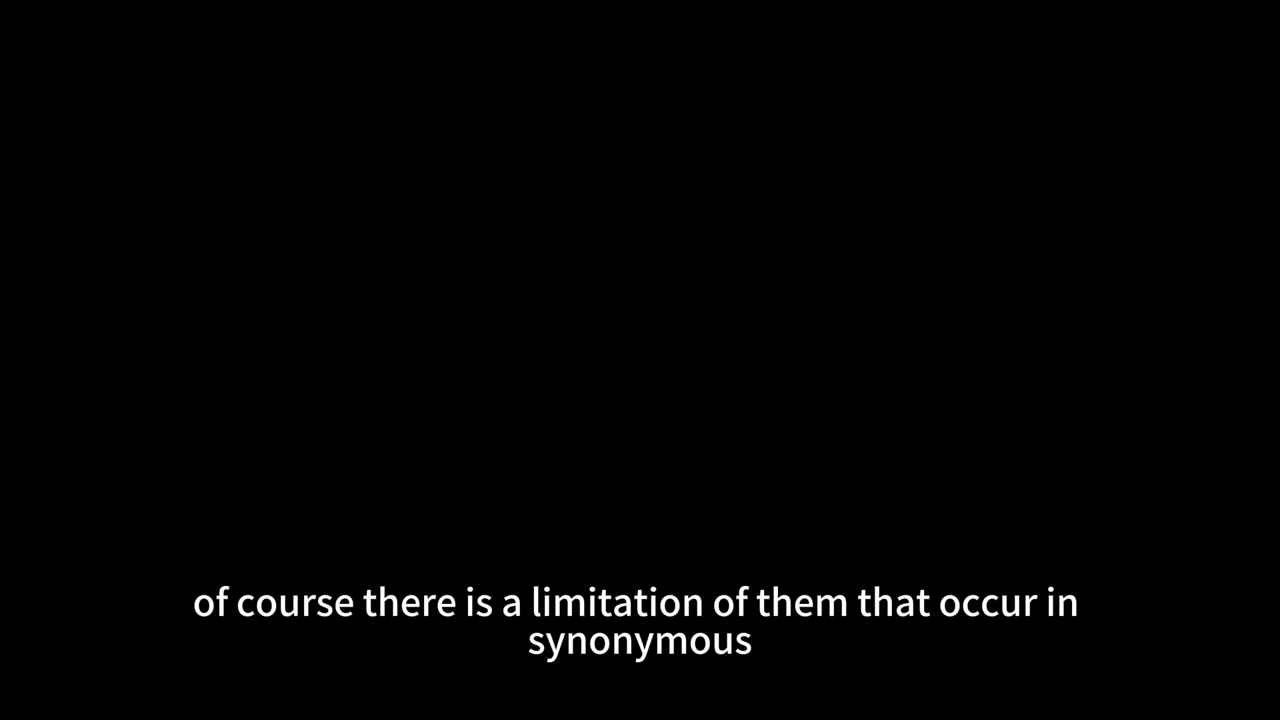 of course there is a limitation of them that occur in
synonymous